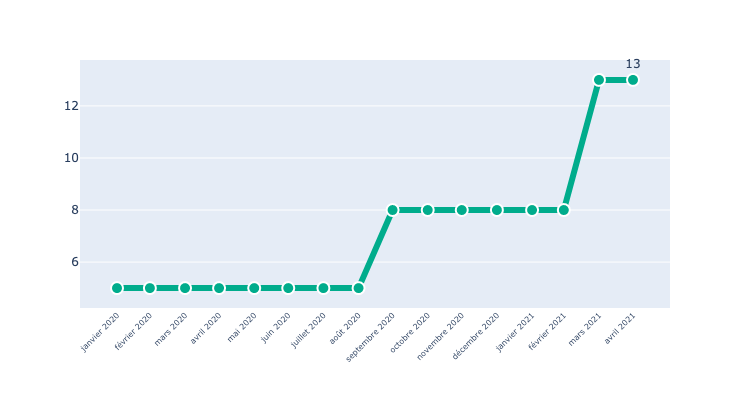 13
12
10
8
6
janvier 2020
février 2020
mars 2020
avril 2020
mai 2020
juin 2020
juillet 2020
août 2020
septembre 2020
octobre 2020
novembre 2020
décembre 2020
janvier 2021
février 2021
mars 2021
avril 2021